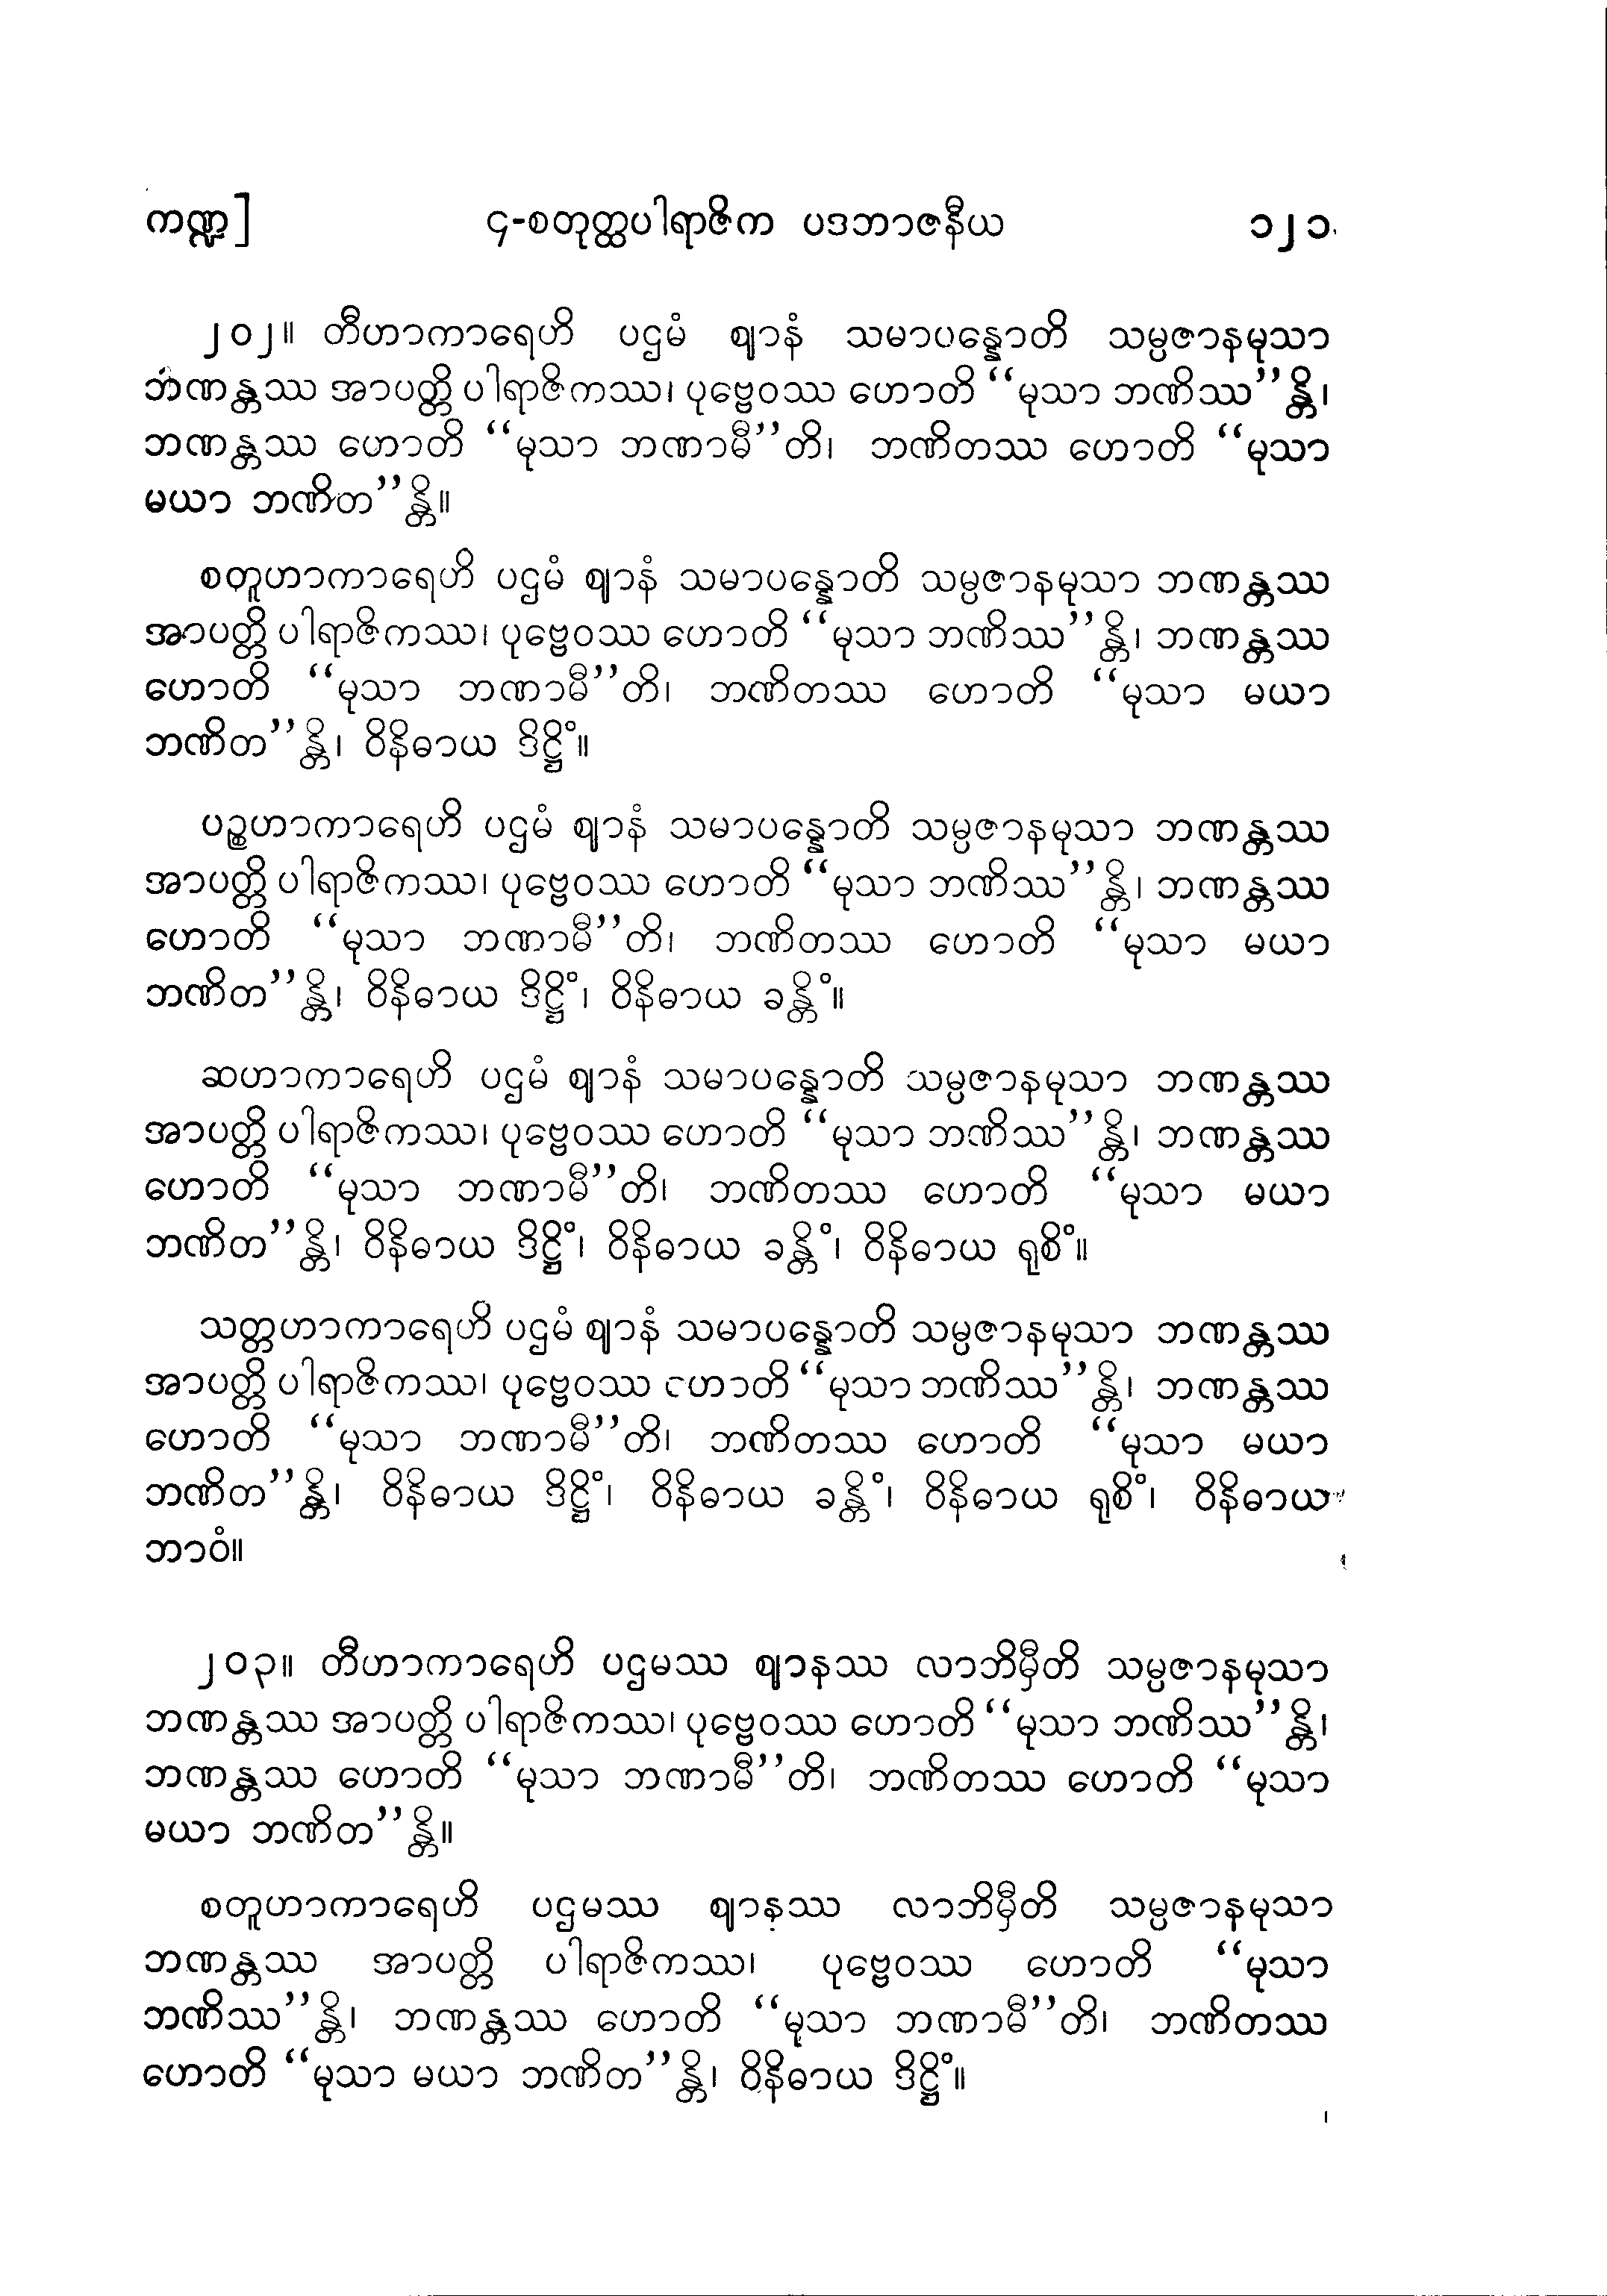 ကဏ္ဍ] ၄-စတုတ္ထပါရာဇိက ပဒဘာဇနီယ ၁၂၁
၂၀၂။ တီဟာကာရေဟိ ပဌမံ ဈာနံ သမာပန္နောတိ သမ္ပဇာနမုသာ
ဘဏန္တဿ အာပတ္တိ ပါရာဇိကဿ၊ ပုဗ္ဗေဝဿ ဟောတိ “မုသာ ဘဏိဿ”န္တိ၊
ဘဏန္တဿ ဟောတိ “မုသာ ဘဏာမီ”တိ၊ ဘဏိတဿ ဟောတိ “မုသာ
မယာ ဘဏိတ”န္တိ။
စတူဟာကာရေဟိ ပဌမံ ဈာနံ သမာပန္နောတိ သမ္ပဇာနမုသာ ဘဏန္တဿ
အာပတ္တိ ပါရာဇိကဿ၊ ပုဗ္ဗေဝဿ ဟောတိ “မုသာ ဘဏိဿ”န္တိ၊ ဘဏန္တဿ
ဟောတိ “မုသာ ဘဏာမီ”တိ၊ ဘဏိတဿ ဟောတိ “မုသာ မယာ
ဘဏိတ”န္တိ၊ ဝိနိဓာယ ဒိဋ္ဌိံ။
ပဉ္စဟာကာရေဟိ ပဌမံ ဈာနံ သမာပန္နောတိ သမ္ပဇာနမုသာ ဘဏန္တဿ
အာပတ္တိ ပါရာဇိကဿ၊ ပုဗ္ဗေဝဿ ဟောတိ “မုသာ ဘဏိဿ”န္တိ၊ ဘဏန္တဿ
ဟောတိ “မုသာ ဘဏာမီ”တိ၊ ဘဏိတဿ ဟောတိ “မုသာ မယာ
ဘဏိတ”န္တိ၊ ဝိနိဓာယ ဒိဋ္ဌိံ၊ ဝိနိဓာယ ခန္တိံ။
ဆဟာကာရေဟိ ပဌမံ ဈာနံ သမာပန္နောတိ သမ္ပဇာနမုသာ ဘဏန္တဿ
အာပတ္တိ ပါရာဇိကဿ၊ ပုဗ္ဗေဝဿ ဟောတိ “မုသာ ဘဏိဿ”န္တိ၊ ဘဏန္တဿ
ဟောတိ “မုသာ ဘဏာမီ”တိ၊ ဘဏိတဿ ဟောတိ “မုသာ မယာ
ဘဏိတ”န္တိ၊ ဝိနိဓာယ ဒိဋ္ဌိံ၊ ဝိနိဓာယ ခန္တိံ၊ ဝိနိဓာယ ရုစိံ။
သတ္တဟာကာရေဟိ ပဌမံ ဈာနံ သမာပန္နောတိ သမ္ပဇာနမုသာ ဘဏန္တဿ
အာပတ္တိ ပါရာဇိကဿ၊ ပုဗ္ဗေဝဿ ဟောတိ “မုသာ ဘဏိဿ”န္တိ၊ ဘဏန္တဿ
ဟောတိ “မုသာ ဘဏာမီ”တိ၊ ဘဏိတဿ ဟောတိ “မုသာ မယာ
ဘဏိတ”န္တိ၊ ဝိနိဓာယ ဒိဋ္ဌိံ၊ ဝိနိဓာယ ခန္တိံ၊ ဝိနိဓာယ ရုစိံ၊ ဝိနိဓာယ
ဘာဝံ။
၂၀၃။ တီဟာကာရေဟိ ပဌမဿ ဈာနဿ လာဘိမှီတိ သမ္ပဇာနမုသာ
ဘဏန္တဿ အာပတ္တိ ပါရာဇိကဿ၊ ပုဗ္ဗေဝဿ ဟောတိ “မုသာ ဘဏိဿ”န္တိ၊
ဘဏန္တဿ ဟောတိ “မုသာ ဘဏာမီ”တိ၊ ဘဏိတဿ ဟောတိ “မုသာ
မယာ ဘဏိတ”န္တိ။
စတူဟာကာရေဟိ ပဌမဿ ဈာနဿ လာဘိမှီတိ သမ္ပဇာနမုသာ
ဘဏန္တဿ အာပတ္တိ ပါရာဇိကဿ၊ ပုဗ္ဗေဝဿ ဟောတိ “မုသာ
ဘဏိဿ”န္တိ၊ ဘဏန္တဿ ဟောတိ “မုသာ ဘဏာမီ”တိ၊ ဘဏိတဿ
ဟောတိ “မုသာ မယာ ဘဏိတ”န္တိ၊ ဝိနိဓာယ ဒိဋ္ဌိံ။